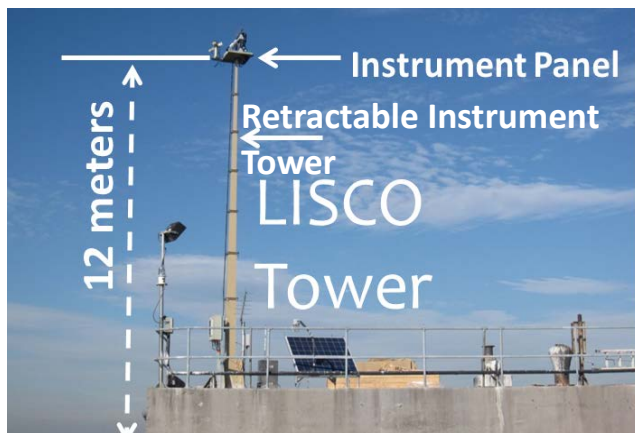 Instrument Panel
Retractable Instrument
Tower
LISCO
Tower
12 meters